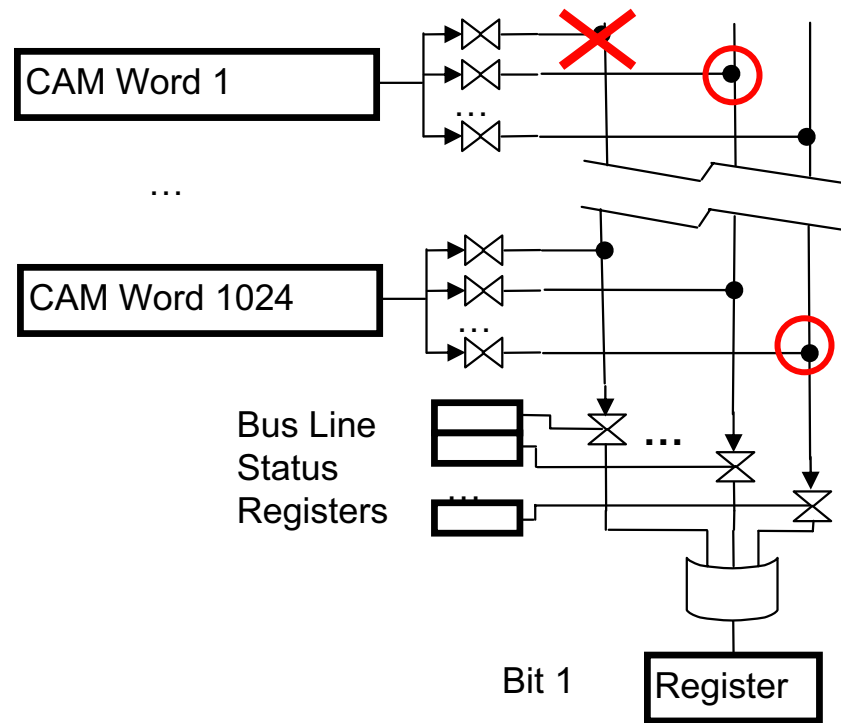 CAM Word 1
...
...
CAM Word 1024
...
Bus Line
Status
Registers
...
...
Bit 1
Register